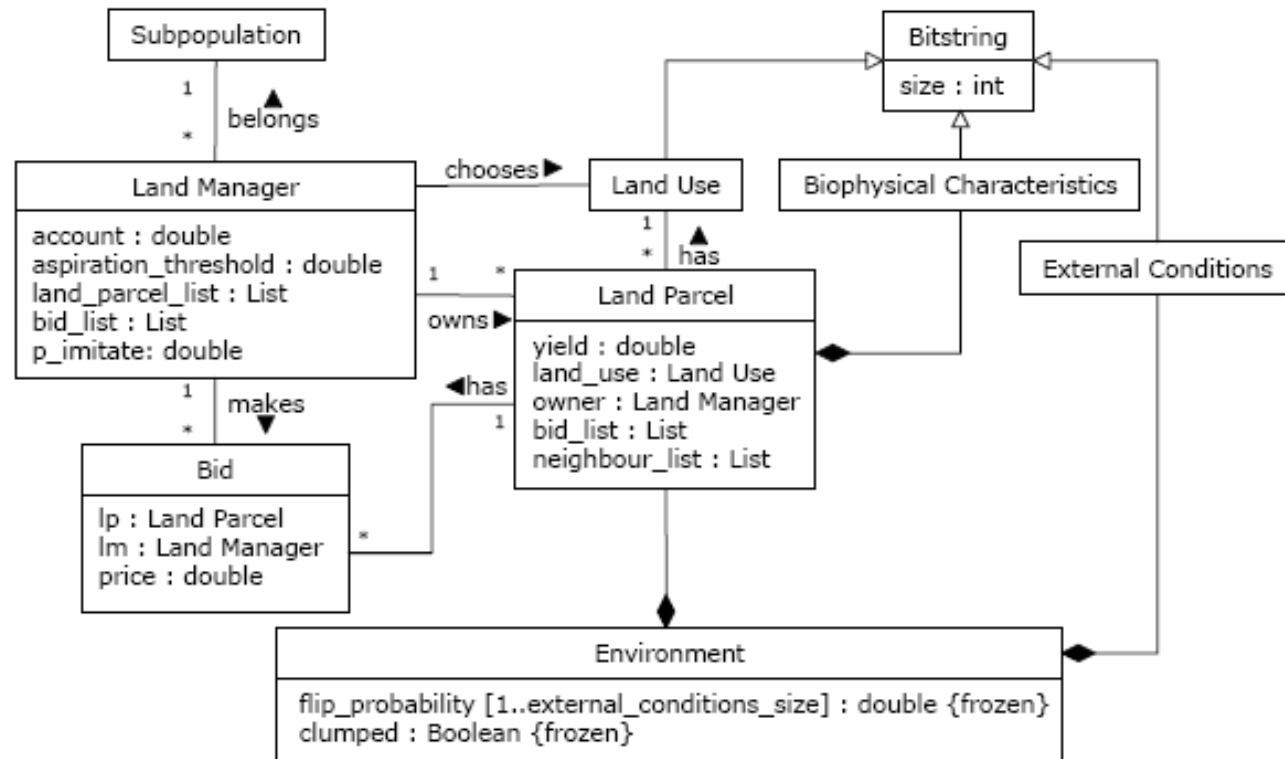 Subpopulation
1
belongs
*
Land Manager
account : double
aspiration_threshold : double
land_parcel_list : List
bid_list : List
p_imitate: double
chooses
Land Use
1
*
has
Bitstring
size : int
Biophysical Characteristics
External Conditions
1
*
owns
Land Parcel
yield : double
land_use : Land Use
owner : Land Manager
bid_list : List
neighbour_list : List
has
1
*
1
makes
*
Bid
lp : Land Parcel
lm : Land Manager
price : double
Environment
flip_probability [1..external_conditions_size] : double {frozen}
clumped : Boolean {frozen}